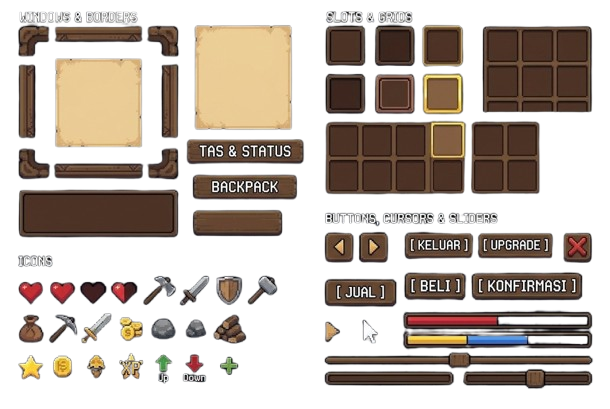 WINDOWS & BORDERS
TAS & STATUS
BACKPACK
ICONS
XP
Up
Down
SLOTS & GRIDS
BUTTONS, CURSORS & SLIDERS
[ KELUAR ]
[ UPGRADE ]
[ JUAL ]
[ BELI ]
[ KONFIRMASI ]